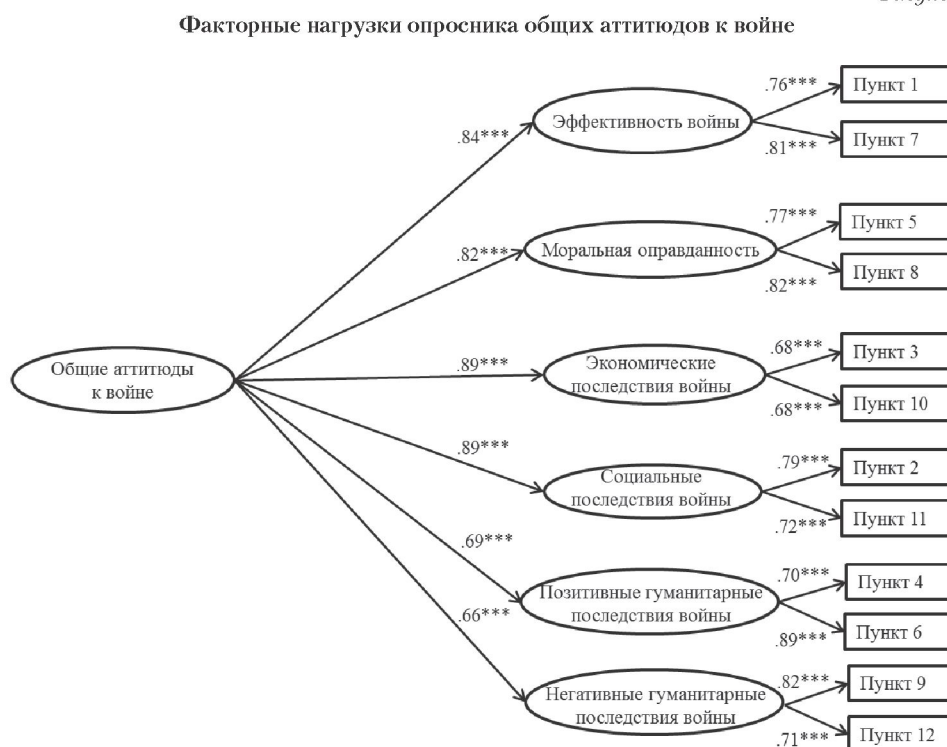 Факторные нагрузки опросника общих аттитюдов к войне
.76***
Пункт 1
Эффективность войны
.84***
.81***
Пункт 7
.77***
Пункт 5
.82***
Моральная оправданность
.82***
Пункт 8
Общие аттитюды
к войне
.89***
Экономические
последствия войны
.68***
Пункт 3
.68***
Пункт 10
.89***
Социальные
последствия войны
.79***
Пункт 2
.72***
Пункт 11
.69***
Позитивные гуманитарные
последствия войны
.70***
Пункт 4
.89***
Пункт 6
.66***
Негативные гуманитарные
последствия войны
.82***
Пункт 9
.71***
Пункт 12